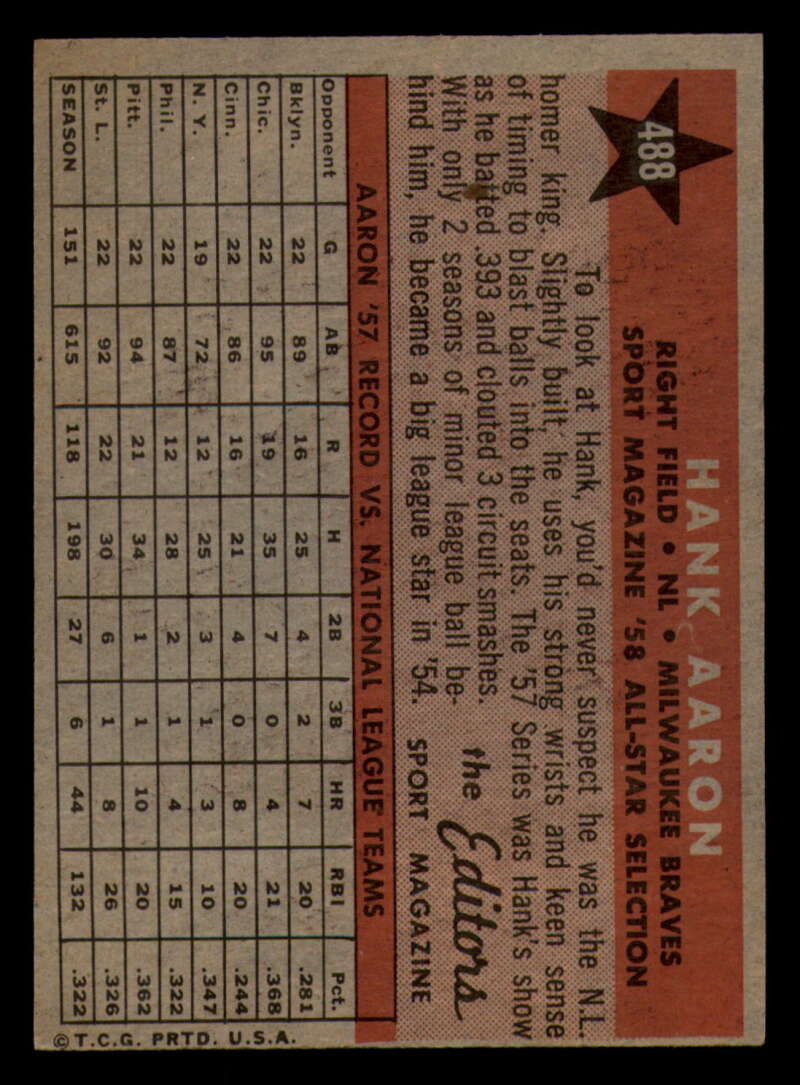 488
HANK AARON
RIGHT FIELD • NL • MILWAUKEE BRAVES
SPORT MAGAZINE '58 ALL-STAR SELECTION
To look at Hank, you'd never suspect he was the N.L.
homer king. Slightly built, he uses his strong wrists and keen sense
of timing to blast balls into the seats. The '57 Series was Hank's show
as he batted .393 and clouted 3 circuit smashes.
With only 2 seasons of minor league ball be-
hind him, he became a big league star in '54.
the Editors
SPORT MAGAZINE
AARON '57 RECORD VS. NATIONAL LEAGUE TEAMS
Opponent G AB R H 2B 3B HR RBI Pct.
Bklyn. 22 89 16 25 4 2 7 20 .281
Chic. 22 95 19 35 7 0 4 21 .368
Cinn. 22 86 16 21 4 0 8 20 .244
N. Y. 19 72 12 25 3 1 3 10 .347
Phil. 22 87 12 28 2 1 4 15 .322
Pitt. 22 94 21 34 1 1 10 20 .362
St. L. 22 92 22 30 6 1 8 26 .326
SEASON 151 615 118 198 27 6 44 132 .322
© T.C.G. PRTD. U.S.A.